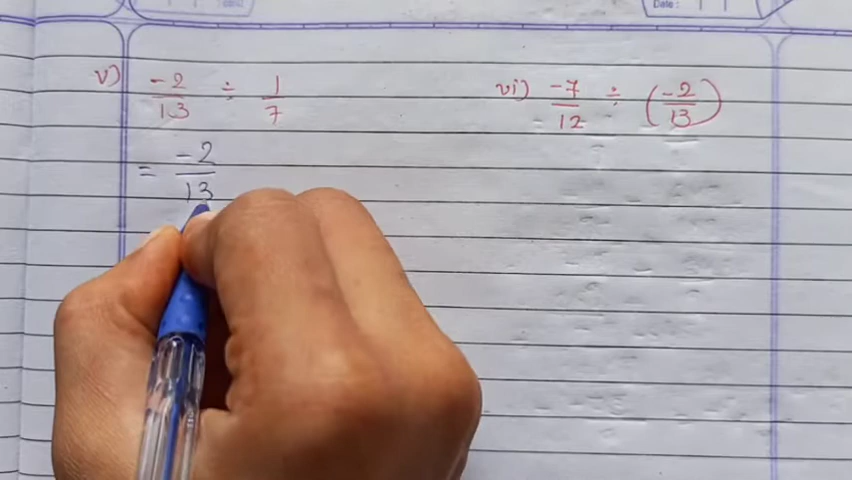 Date :
v) -2/13 ÷ 1/7
vi) -7/12 ÷ (-2/13)
= -2/13